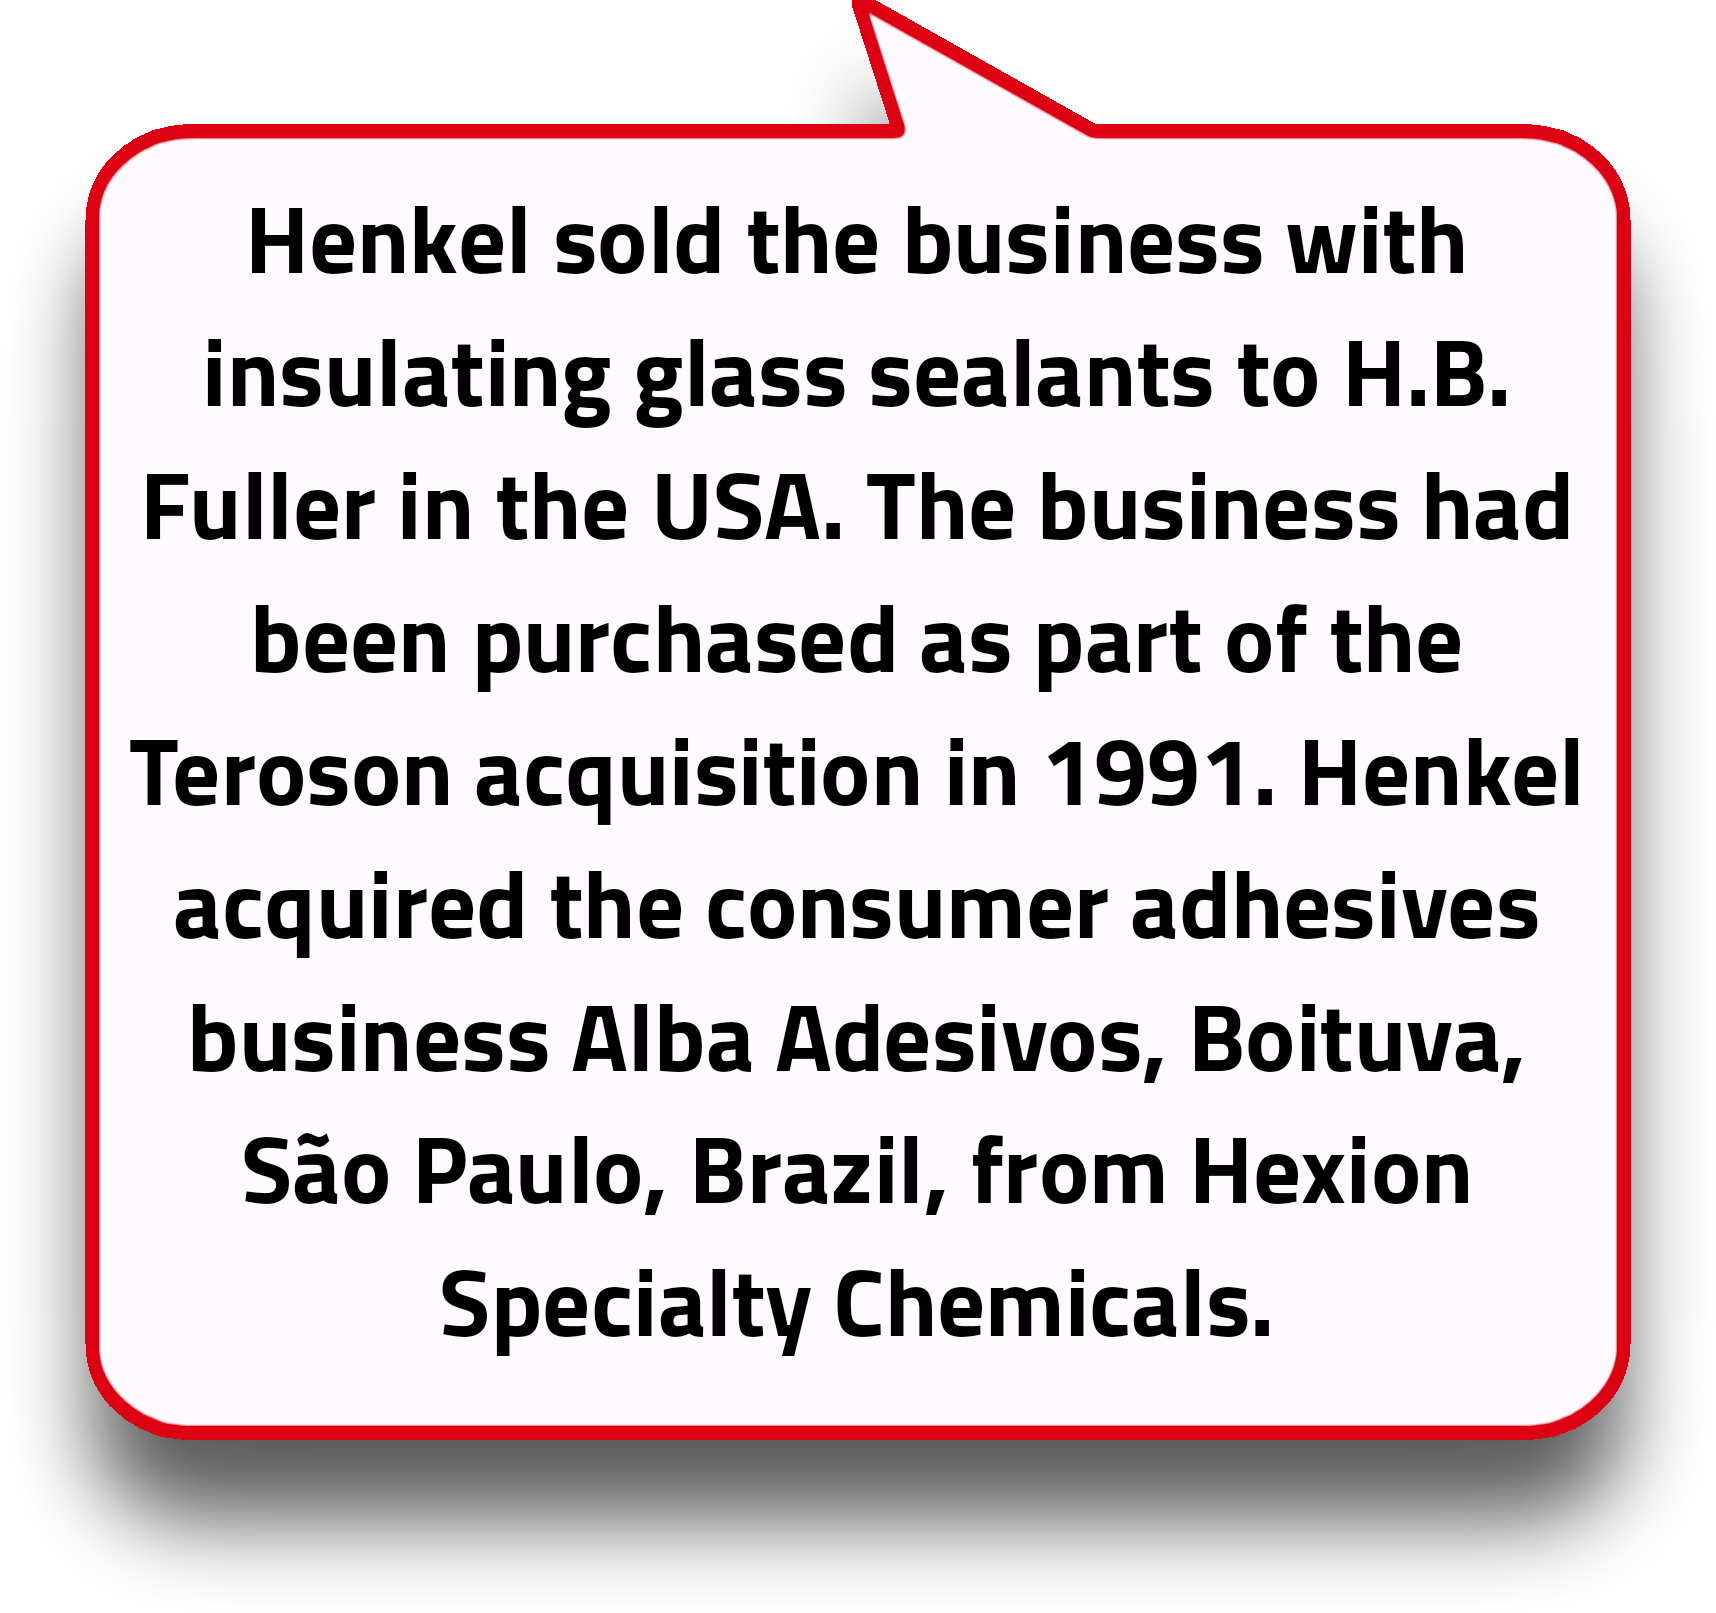 Henkel sold the business with
insulating glass sealants to H.B.
Fuller in the USA. The business had
been purchased as part of the
Teroson acquisition in 1991. Henkel
acquired the consumer adhesives
business Alba Adesivos, Boituva,
São Paulo, Brazil, from Hexion
Specialty Chemicals.